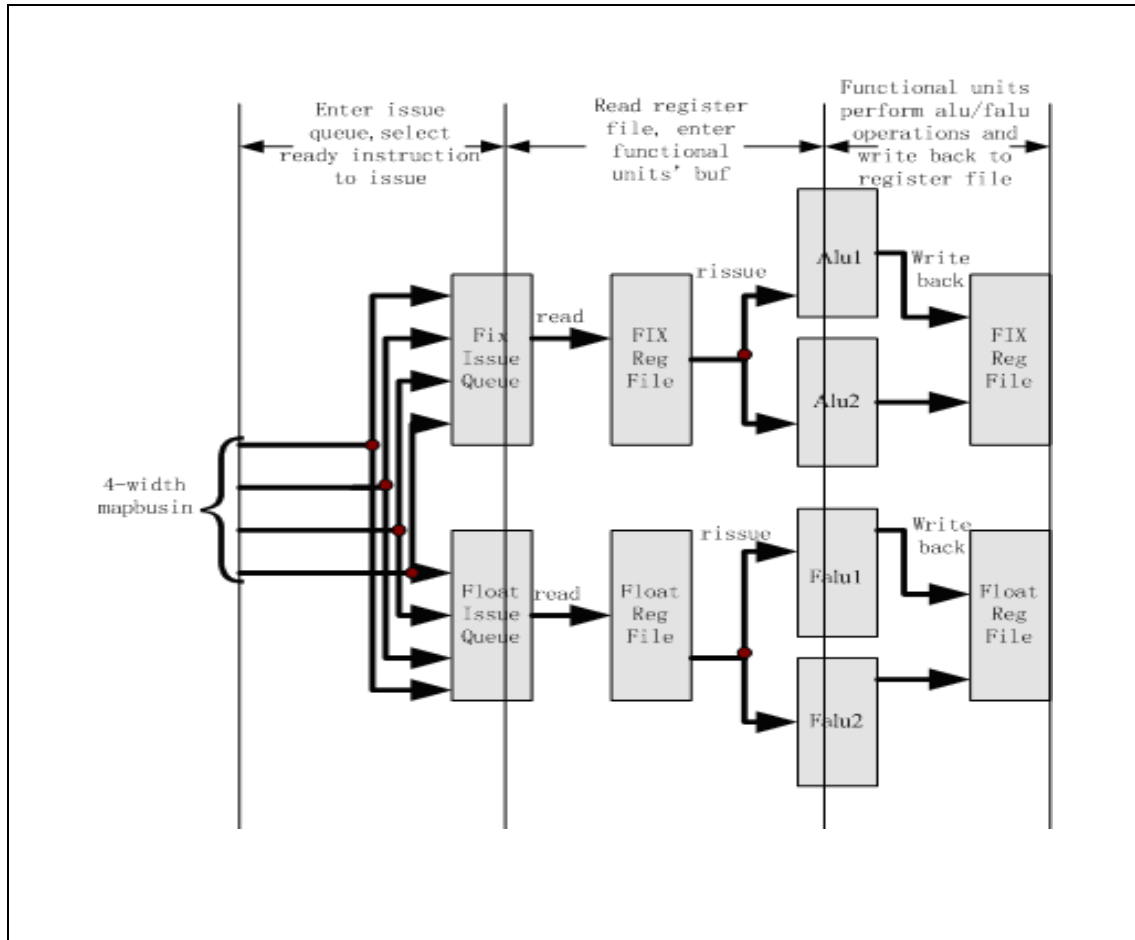 Enter issue
queue, select
ready instruction
to issue
Read register
file, enter
functional
units' buf
Functional units
perform alu/falu
operations and
write back to
register file
Fix
Issue
Queue
read
FIX
Reg
File
rissue
Alu1
Alu2
Write
back
FIX
Reg
File
4-width
mapbusin
Float
Issue
Queue
read
Float
Reg
File
rissue
Falu1
Falu2
Write
back
Float
Reg
File